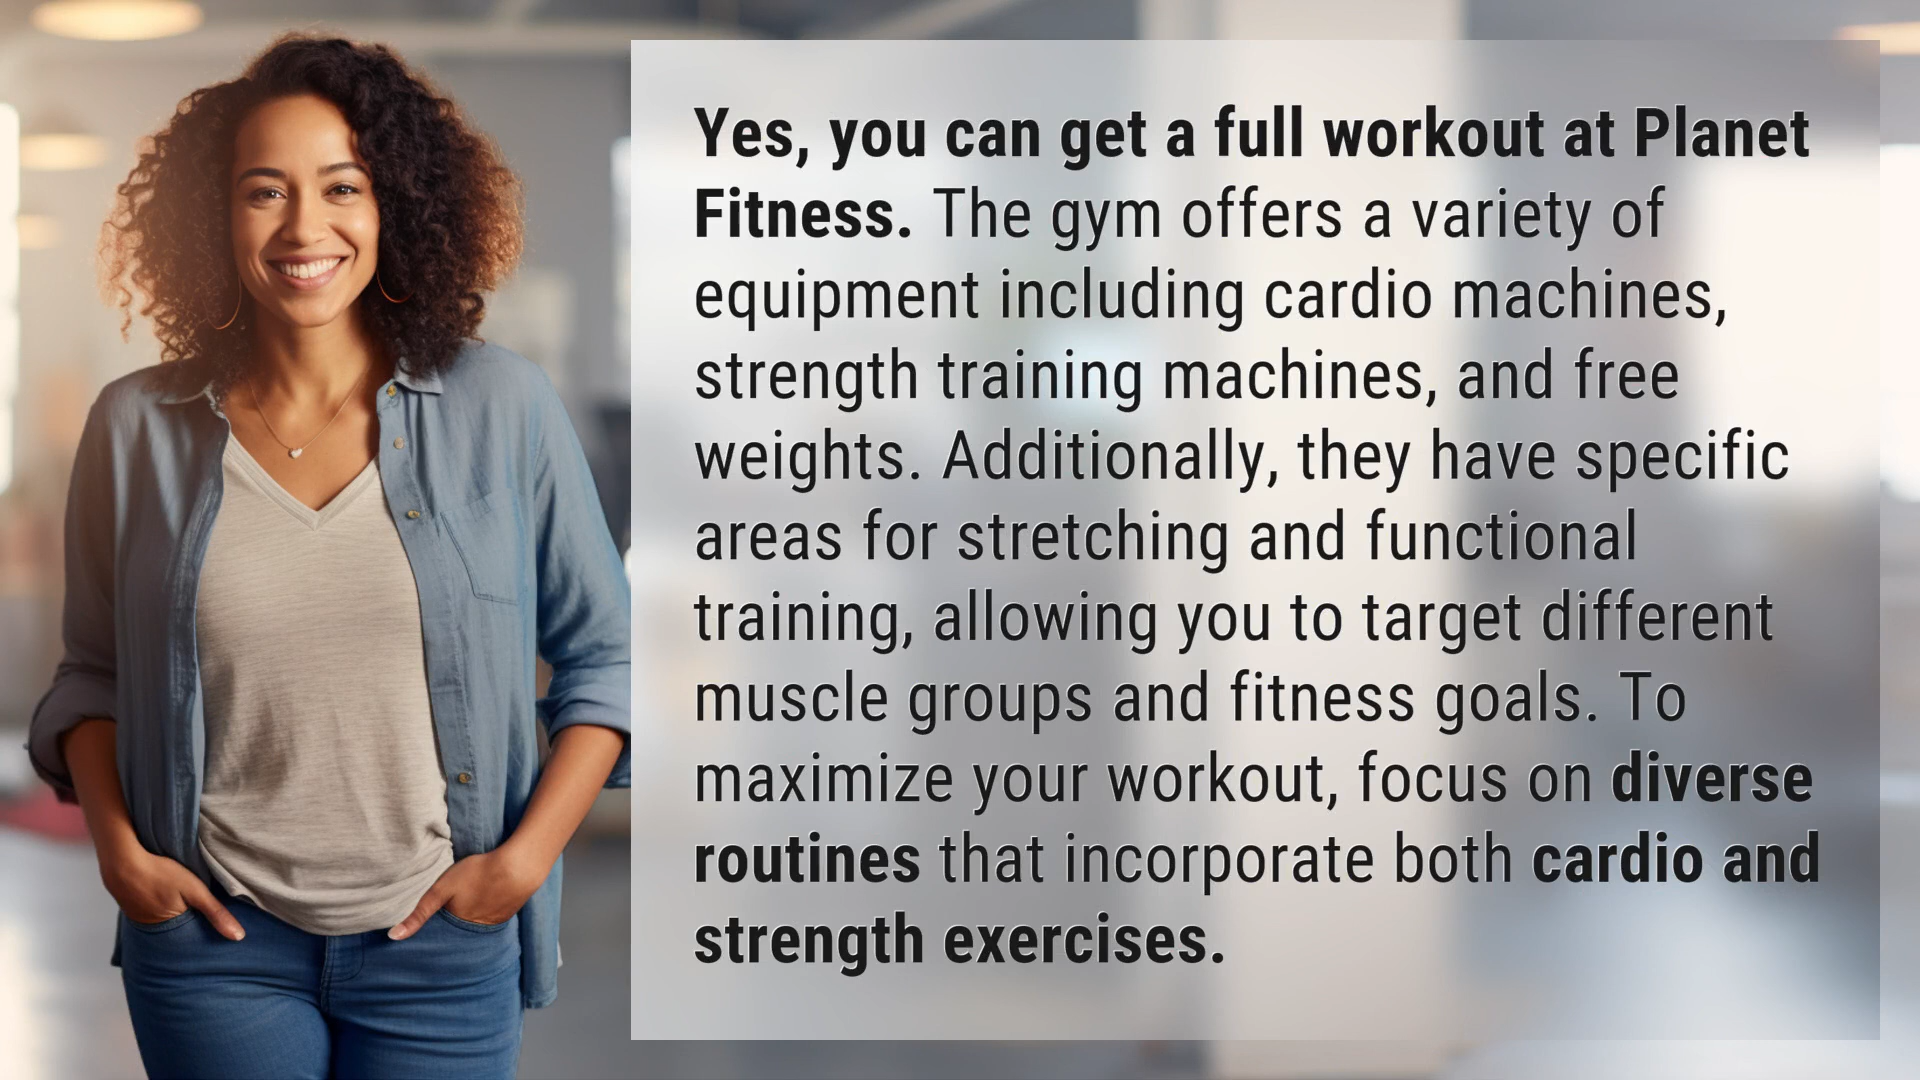 Yes, you can get a full workout at Planet
Fitness. The gym offers a variety of
equipment including cardio machines,
strength training machines, and free
weights. Additionally, they have specific
areas for stretching and functional
training, allowing you to target different
muscle groups and fitness goals. To
maximize your workout, focus on diverse
routines that incorporate both cardio and
strength exercises.